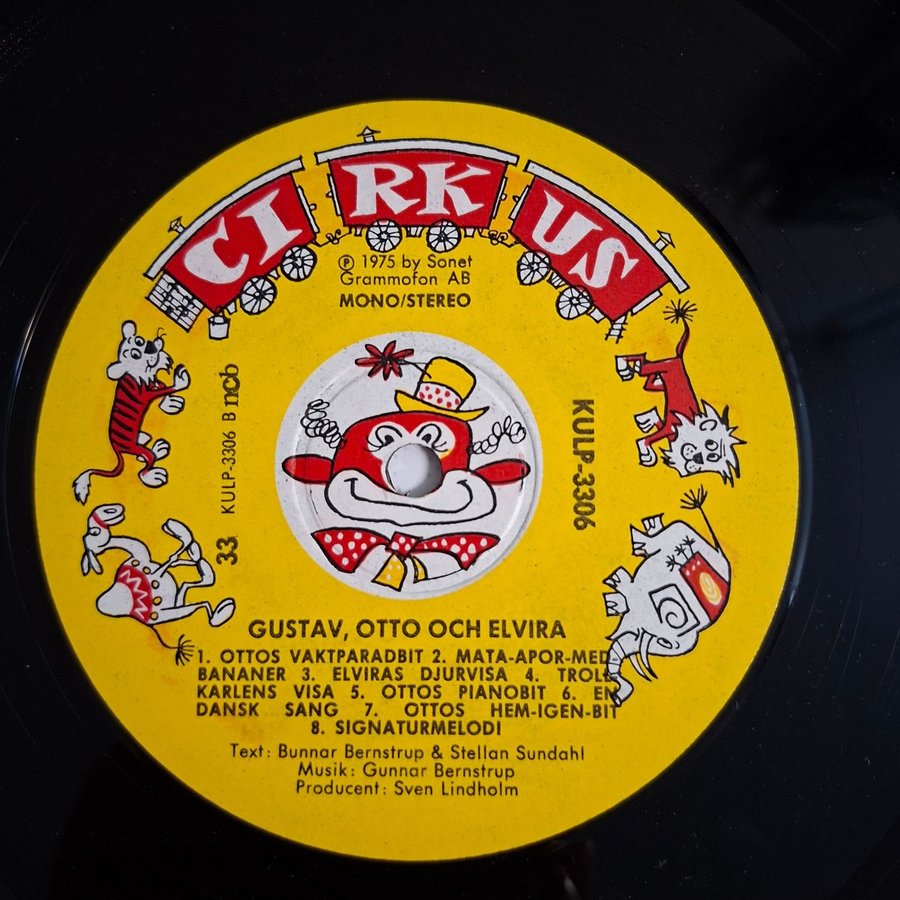 CIRKUS
℗ 1975 by Sonet
Grammofon AB
MONO/STEREO
33 KULP-3306 B ncb
KULP-3306
GUSTAV, OTTO OCH ELVIRA
1. OTTOS VAKTPARADBIT 2. MATA-APOR-MED-
BANANER 3. ELVIRAS DJURVISA 4. TROLL
KARLENS VISA 5. OTTOS PIANOBIT 6. EN
DANSK SANG 7. OTTOS HEM-IGEN-BIT
8. SIGNATURMELODI
Text: Bunnar Bernstrup & Stellan Sundahl
Musik: Gunnar Bernstrup
Producent: Sven Lindholm